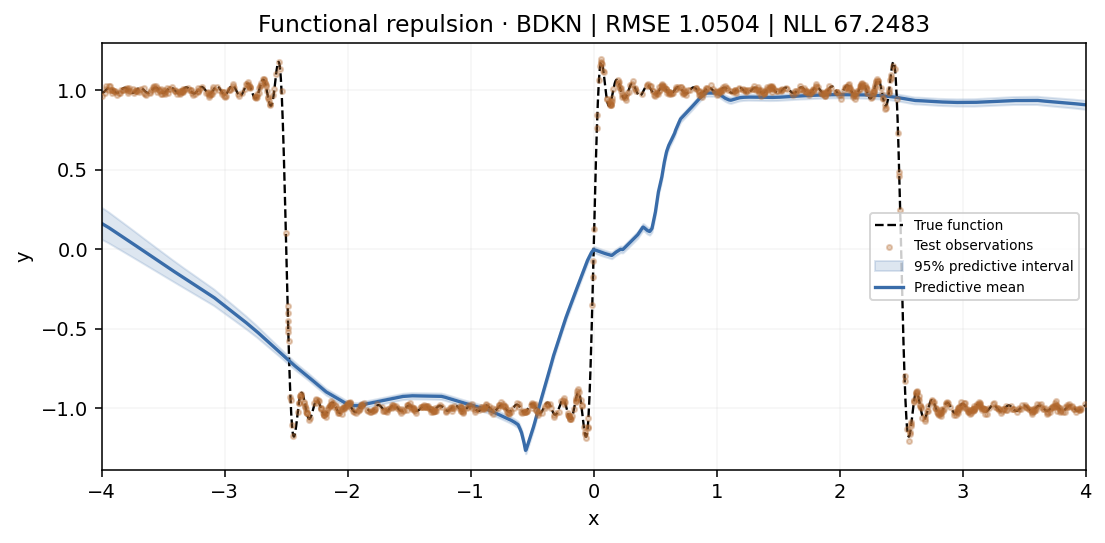 Functional repulsion · BDKN | RMSE 1.0504 | NLL 67.2483
1.0
0.5
0.0
−0.5
−1.0
y
True function
Test observations
95% predictive interval
Predictive mean
−4 −3 −2 −1 0 1 2 3 4
x